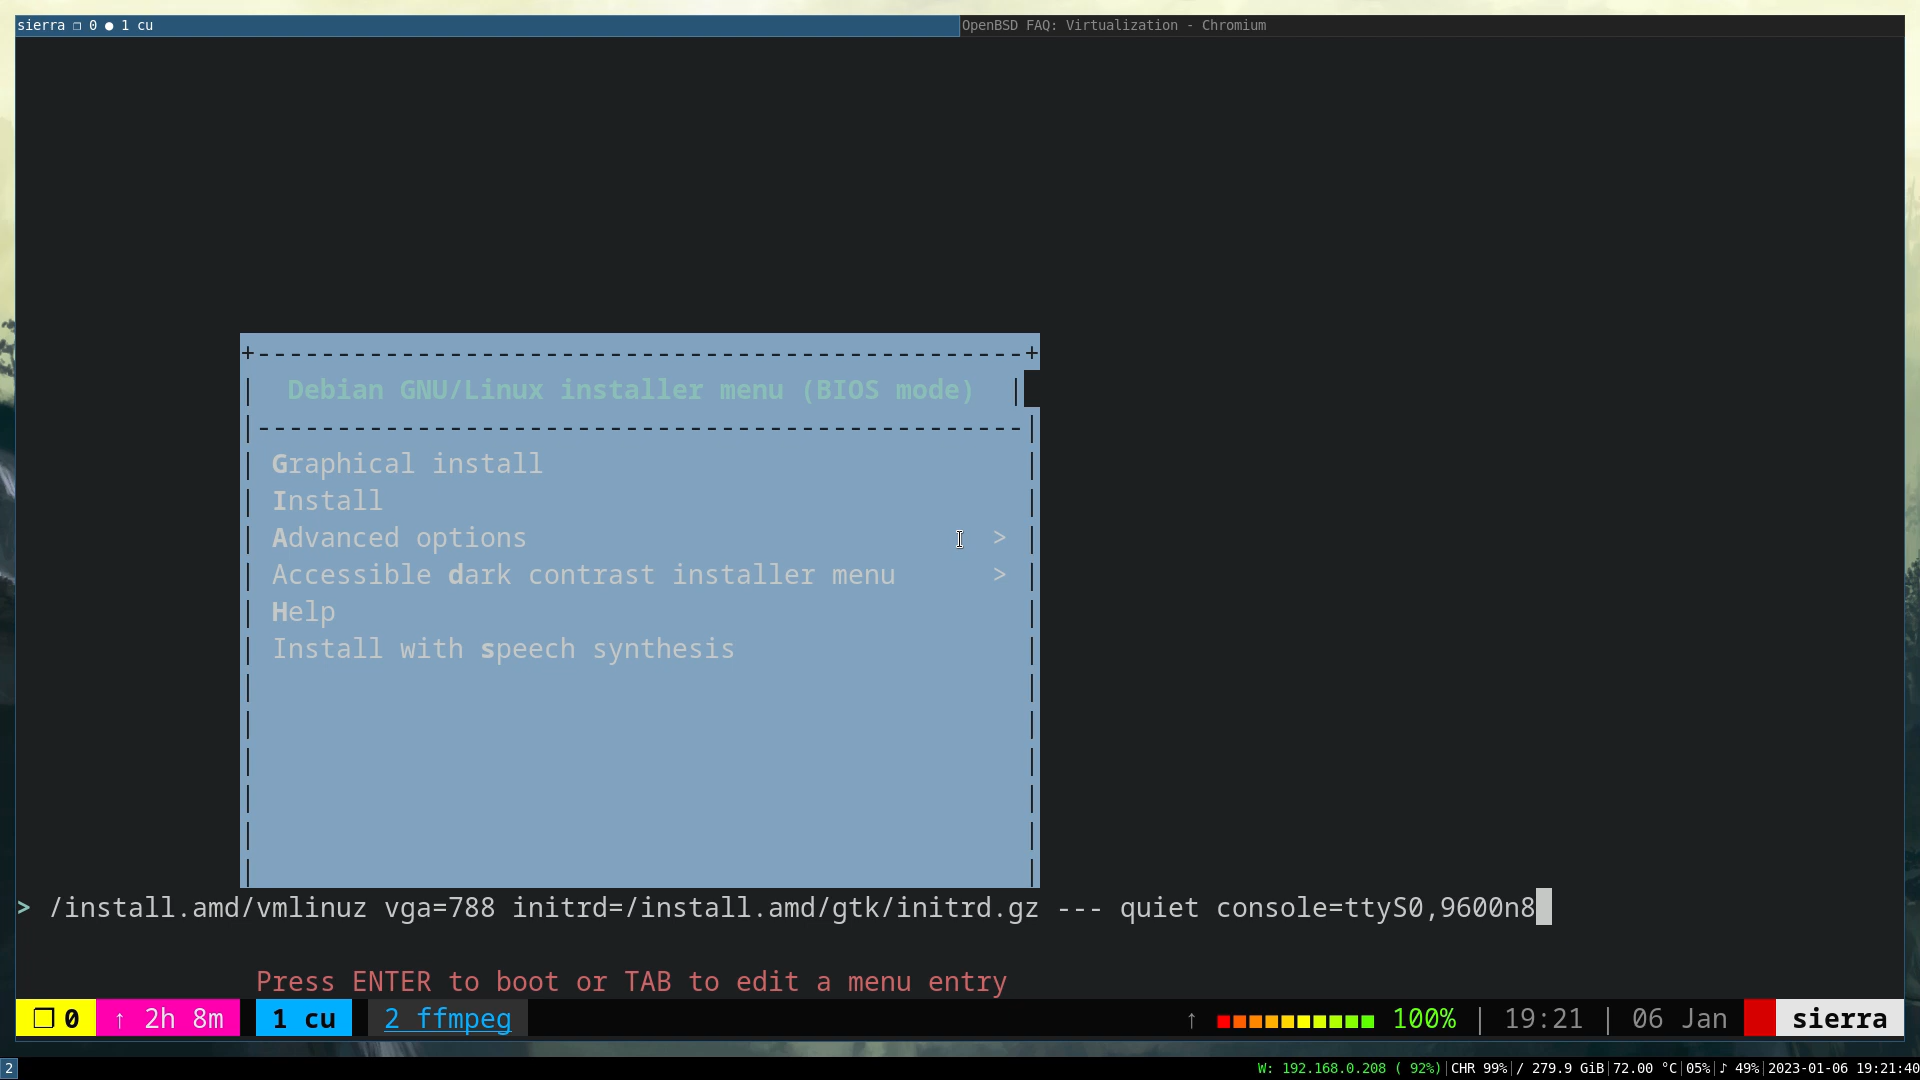 sierra ❐ 0 ● 1 cu
OpenBSD FAQ: Virtualization - Chromium
+------------------------------------------------+
| Debian GNU/Linux installer menu (BIOS mode) |
|------------------------------------------------|
| Graphical install |
| Install |
| Advanced options > |
| Accessible dark contrast installer menu > |
| Help |
| Install with speech synthesis |
> /install.amd/vmlinuz vga=788 initrd=/install.amd/gtk/initrd.gz --- quiet console=ttyS0,9600n8
Press ENTER to boot or TAB to edit a menu entry
❐ 0 ↑ 2h 8m 1 cu 2 ffmpeg ↑ 100% | 19:21 | 06 Jan sierra
2 W: 192.168.0.208 ( 92%)|CHR 99%|/ 279.9 GiB|72.00 °C|05%|♪ 49%|2023-01-06 19:21:40